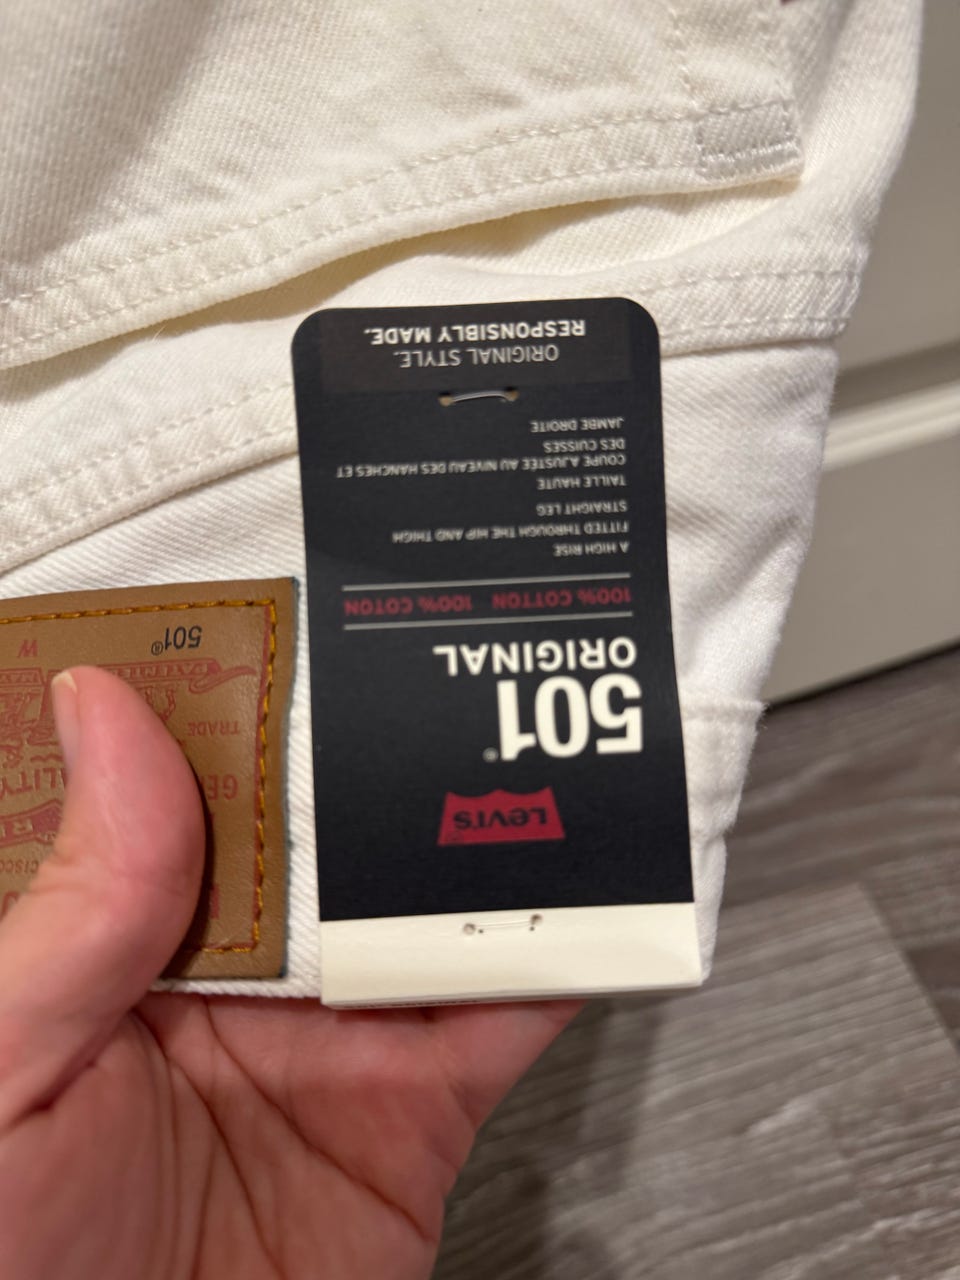 Levi's
501®
ORIGINAL
100% COTTON 100% COTON
A HIGH RISE
FITTED THROUGH THE HIP AND THIGH
STRAIGHT LEG
TAILLE HAUTE
COUPE AJUSTÉE AU NIVEAU DES HANCHES ET
DES CUISSES
JAMBE DROITE
ORIGINAL STYLE.
RESPONSIBLY MADE.
TRADE
501®
W